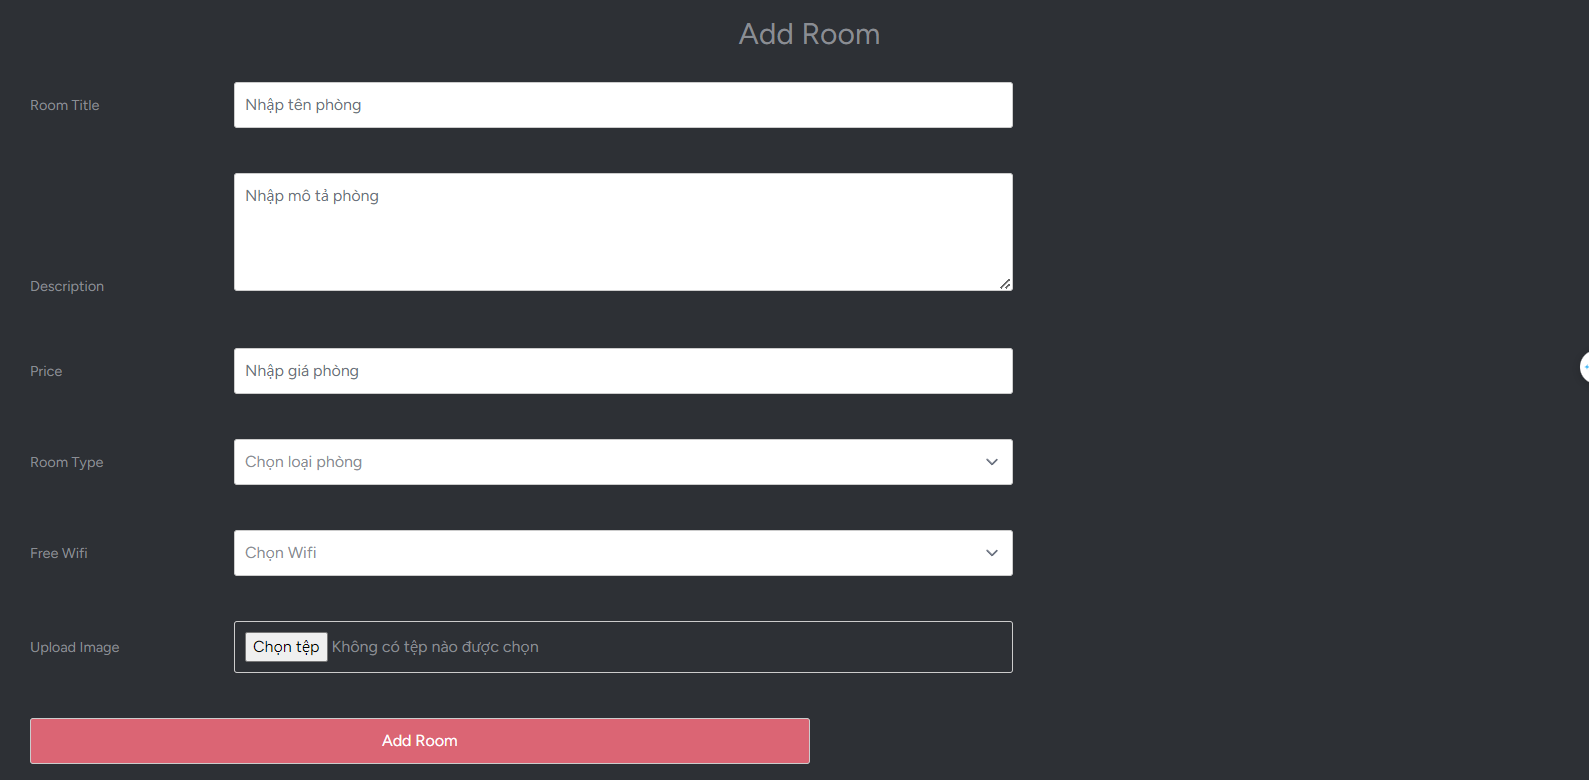 Add Room
Room Title
Nhập tên phòng
Description
Nhập mô tả phòng
Price
Nhập giá phòng
Room Type
Chọn loại phòng
Free Wifi
Chọn Wifi
Upload Image
Chọn tệp Không có tệp nào được chọn
Add Room